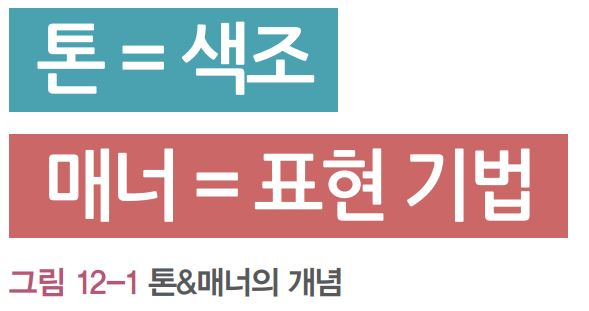 톤 = 색조
매너 = 표현 기법
그림 12-1 톤&매너의 개념